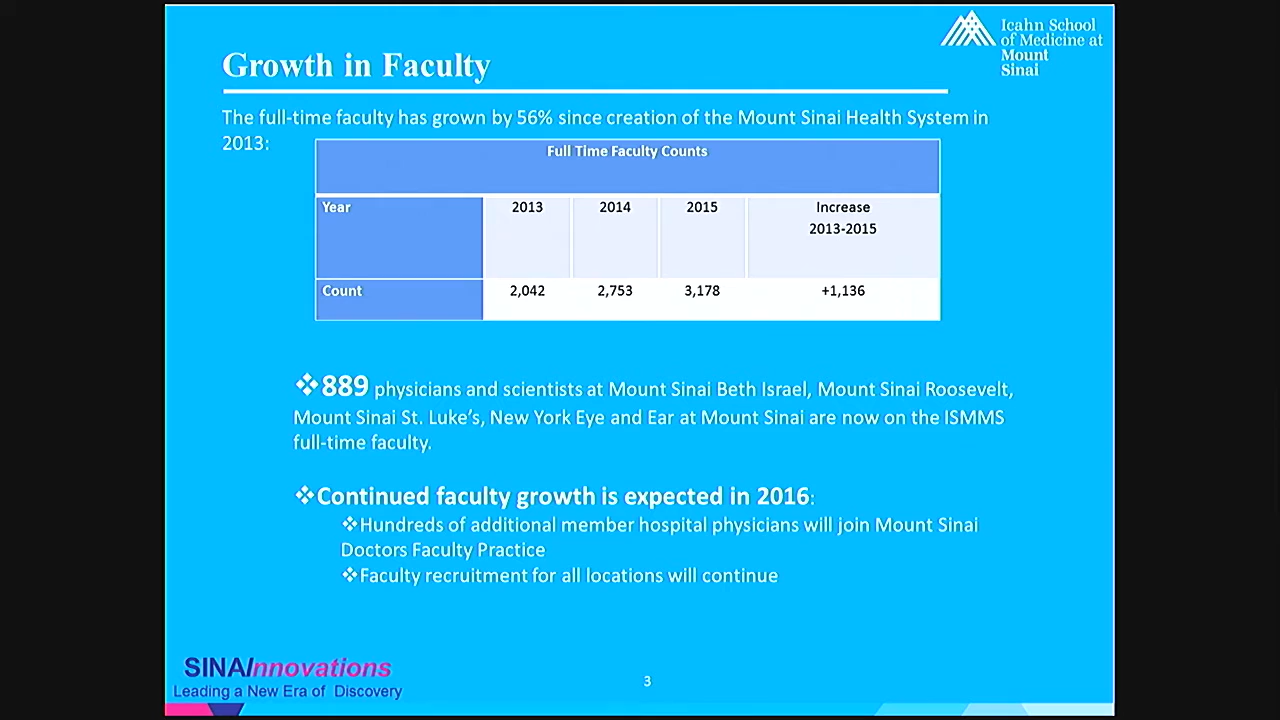 Icahn School
of Medicine at
Mount
Sinai
Growth in Faculty
The full-time faculty has grown by 56% since creation of the Mount Sinai Health System in
2013:
Full Time Faculty Counts
Year 2013 2014 2015 Increase
2013-2015
Count 2,042 2,753 3,178 +1,136
❖889 physicians and scientists at Mount Sinai Beth Israel, Mount Sinai Roosevelt,
Mount Sinai St. Luke’s, New York Eye and Ear at Mount Sinai are now on the ISMMS
full-time faculty.
❖Continued faculty growth is expected in 2016:
❖Hundreds of additional member hospital physicians will join Mount Sinai
Doctors Faculty Practice
❖Faculty recruitment for all locations will continue
SINAInnovations
Leading a New Era of Discovery
3